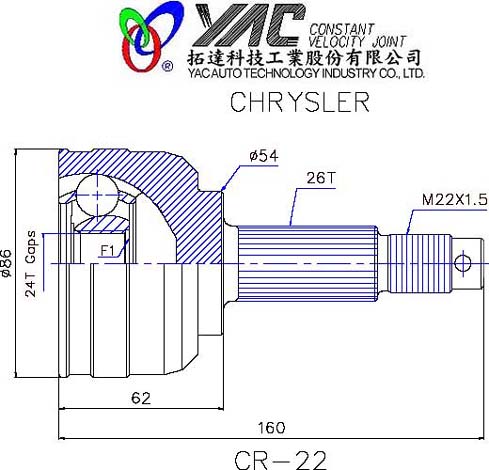 YAC CONSTANT
VELOCITY JOINT
®
拓達科技工業股份有限公司
YAC AUTO TECHNOLOGY INDUSTRY CO.,LTD.
CHRYSLER
ø54
26T
M22X1.5
ø86
24T Gaps
F1
62
160
CR-22